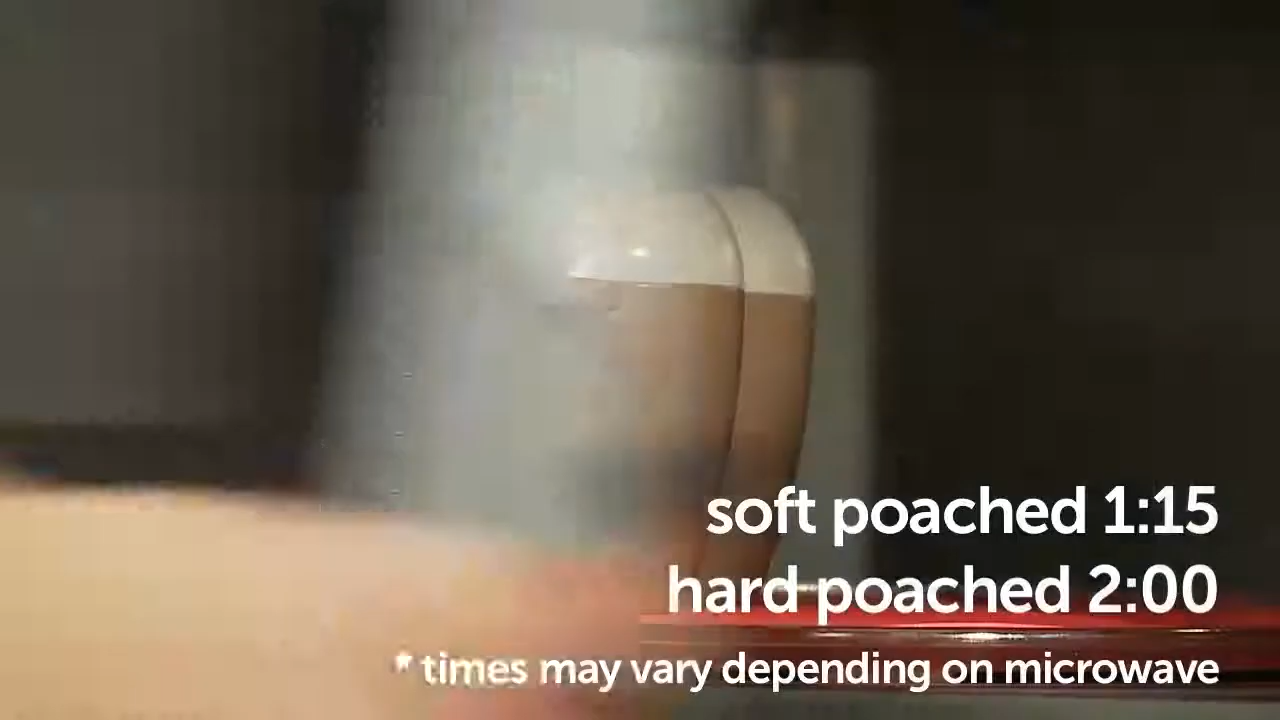 soft poached 1:15
hard poached 2:00
* times may vary depending on microwave